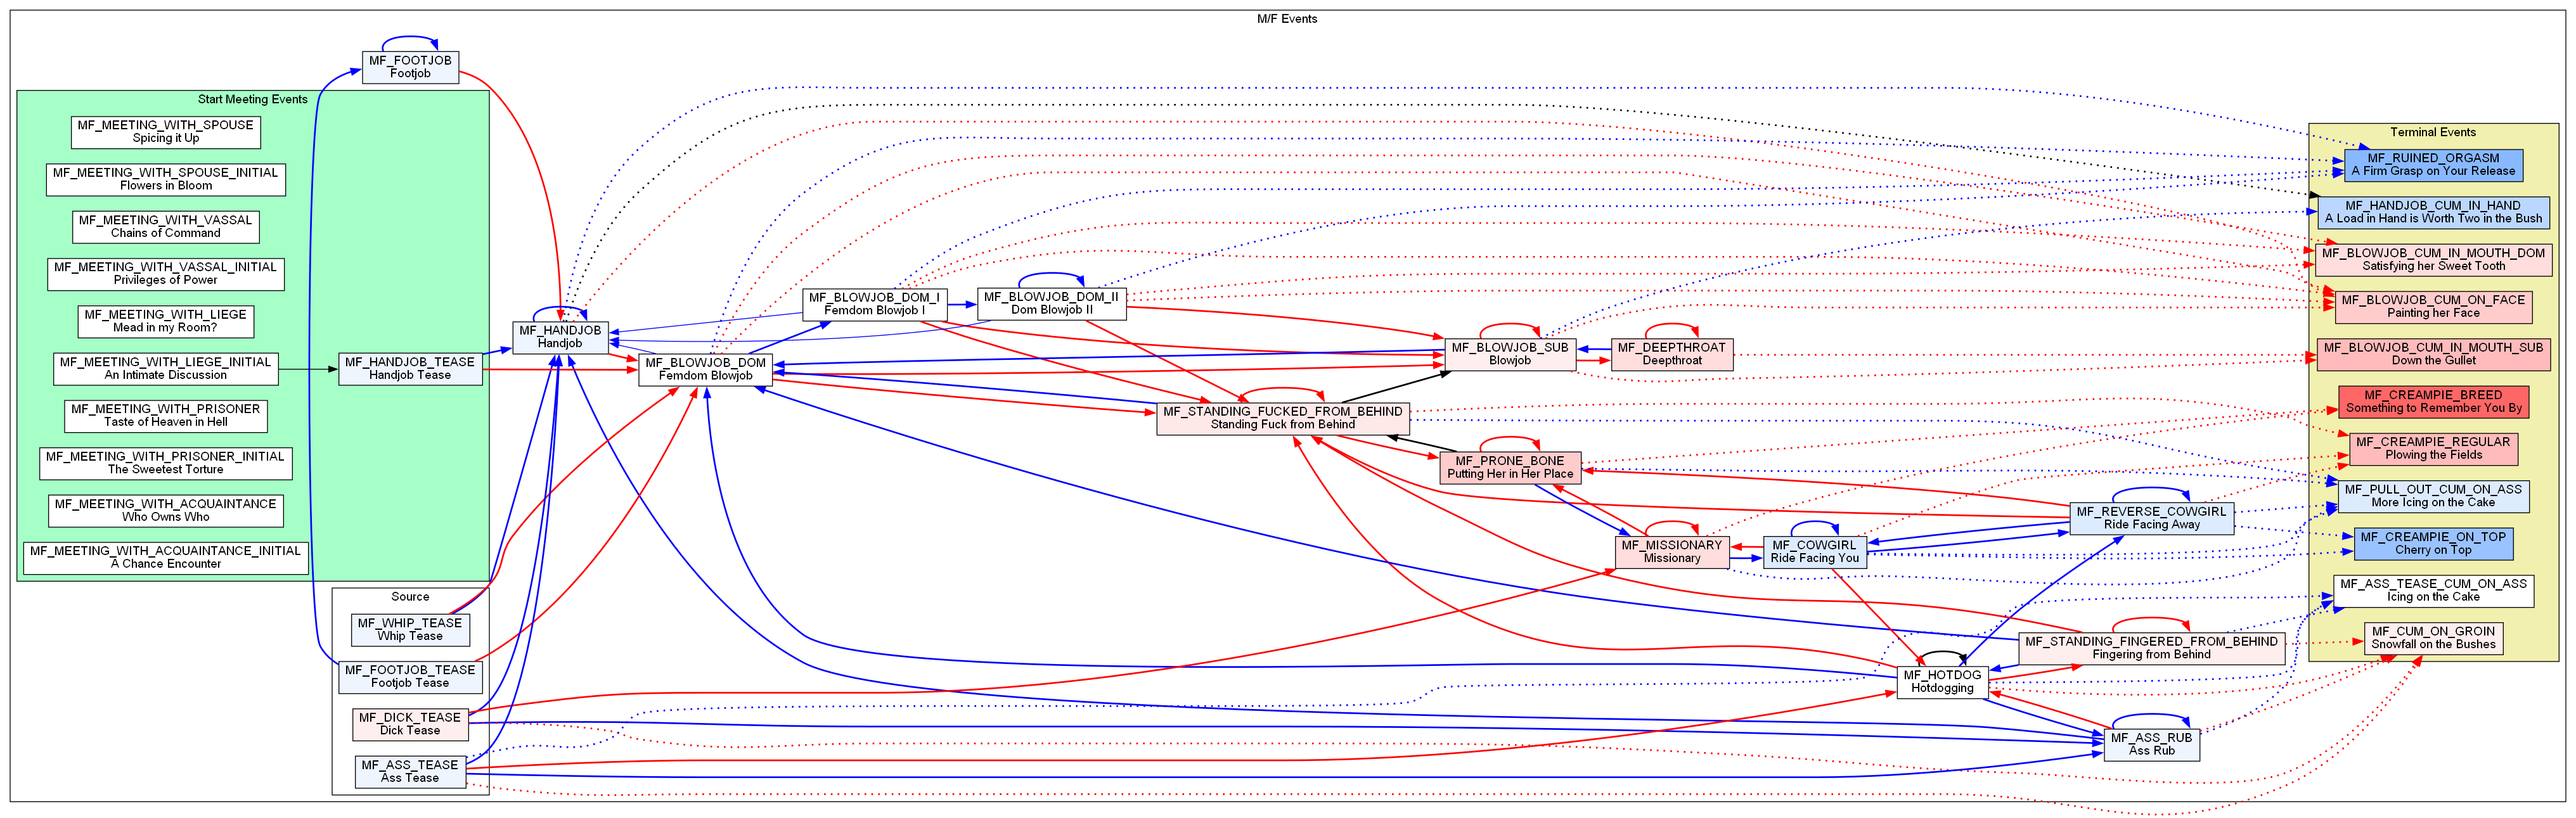 M/F Events
MF_FOOTJOB
Footjob
Start Meeting Events
MF_MEETING_WITH_SPOUSE
Spicing it Up
MF_MEETING_WITH_SPOUSE_INITIAL
Flowers in Bloom
MF_MEETING_WITH_VASSAL
Chains of Command
MF_MEETING_WITH_VASSAL_INITIAL
Privileges of Power
MF_MEETING_WITH_LIEGE
Mead in my Room?
MF_MEETING_WITH_LIEGE_INITIAL
An Intimate Discussion
MF_HANDJOB_TEASE
Handjob Tease
MF_MEETING_WITH_PRISONER
Taste of Heaven in Hell
MF_MEETING_WITH_PRISONER_INITIAL
The Sweetest Torture
MF_MEETING_WITH_ACQUAINTANCE
Who Owns Who
MF_MEETING_WITH_ACQUAINTANCE_INITIAL
A Chance Encounter
Source
MF_WHIP_TEASE
Whip Tease
MF_FOOTJOB_TEASE
Footjob Tease
MF_DICK_TEASE
Dick Tease
MF_ASS_TEASE
Ass Tease
MF_HANDJOB
Handjob
MF_BLOWJOB_DOM
Femdom Blowjob
MF_BLOWJOB_DOM_I
Femdom Blowjob I
MF_BLOWJOB_DOM_II
Dom Blowjob II
MF_STANDING_FUCKED_FROM_BEHIND
Standing Fuck from Behind
MF_BLOWJOB_SUB
Blowjob
MF_DEEPTHROAT
Deepthroat
MF_PRONE_BONE
Putting Her in Her Place
MF_MISSIONARY
Missionary
MF_COWGIRL
Ride Facing You
MF_REVERSE_COWGIRL
Ride Facing Away
MF_STANDING_FINGERED_FROM_BEHIND
Fingering from Behind
MF_HOTDOG
Hotdogging
MF_ASS_RUB
Ass Rub
Terminal Events
MF_RUINED_ORGASM
A Firm Grasp on Your Release
MF_HANDJOB_CUM_IN_HAND
A Load in Hand is Worth Two in the Bush
MF_BLOWJOB_CUM_IN_MOUTH_DOM
Satisfying her Sweet Tooth
MF_BLOWJOB_CUM_ON_FACE
Painting her Face
MF_BLOWJOB_CUM_IN_MOUTH_SUB
Down the Gullet
MF_CREAMPIE_BREED
Something to Remember You By
MF_CREAMPIE_REGULAR
Plowing the Fields
MF_PULL_OUT_CUM_ON_ASS
More Icing on the Cake
MF_CREAMPIE_ON_TOP
Cherry on Top
MF_ASS_TEASE_CUM_ON_ASS
Icing on the Cake
MF_CUM_ON_GROIN
Snowfall on the Bushes